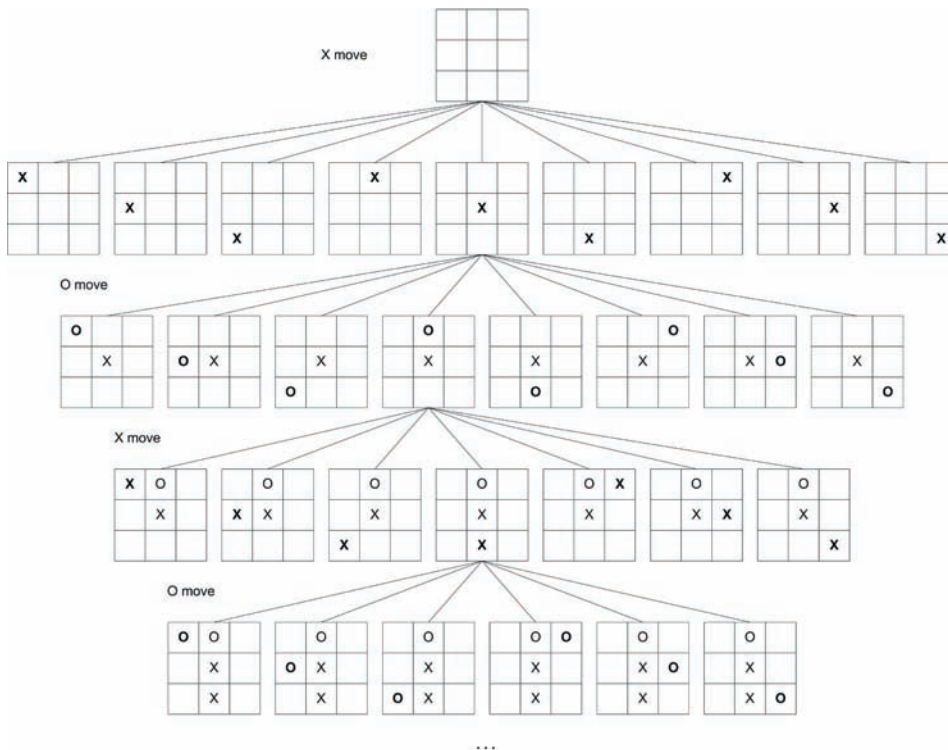 X move
X X X
X X X
X X X
O move
O O O
X O X X X X X X O X
O O O
X move
X O O O O O X O O
X X X X X X X X X
X X X
O move
O O O O O O O O
X O X X X X O X
X X O X X X X O
...